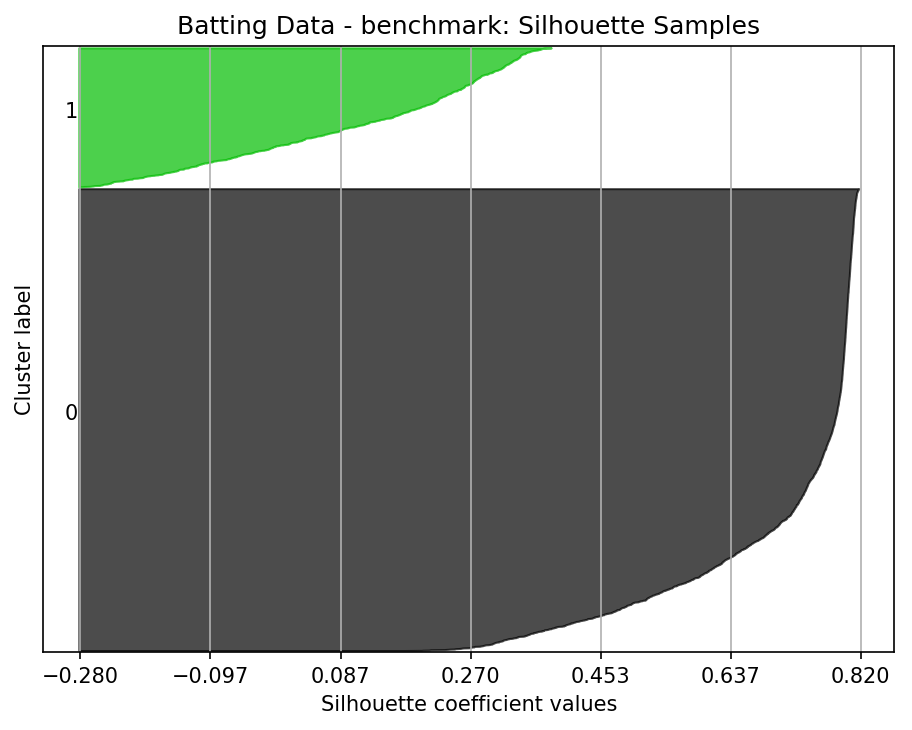 Batting Data - benchmark: Silhouette Samples
1
0
Cluster label
−0.280 −0.097 0.087 0.270 0.453 0.637 0.820
Silhouette coefficient values